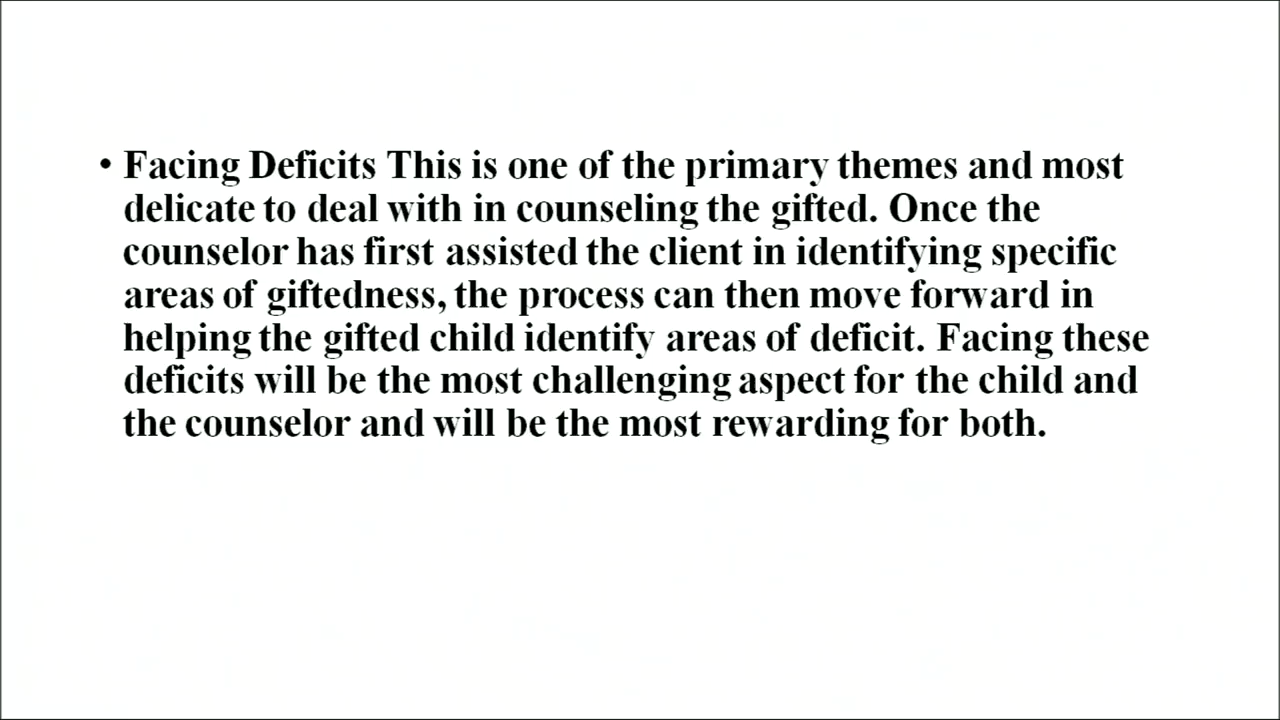 • Facing Deficits This is one of the primary themes and most
delicate to deal with in counseling the gifted. Once the
counselor has first assisted the client in identifying specific
areas of giftedness, the process can then move forward in
helping the gifted child identify areas of deficit. Facing these
deficits will be the most challenging aspect for the child and
the counselor and will be the most rewarding for both.